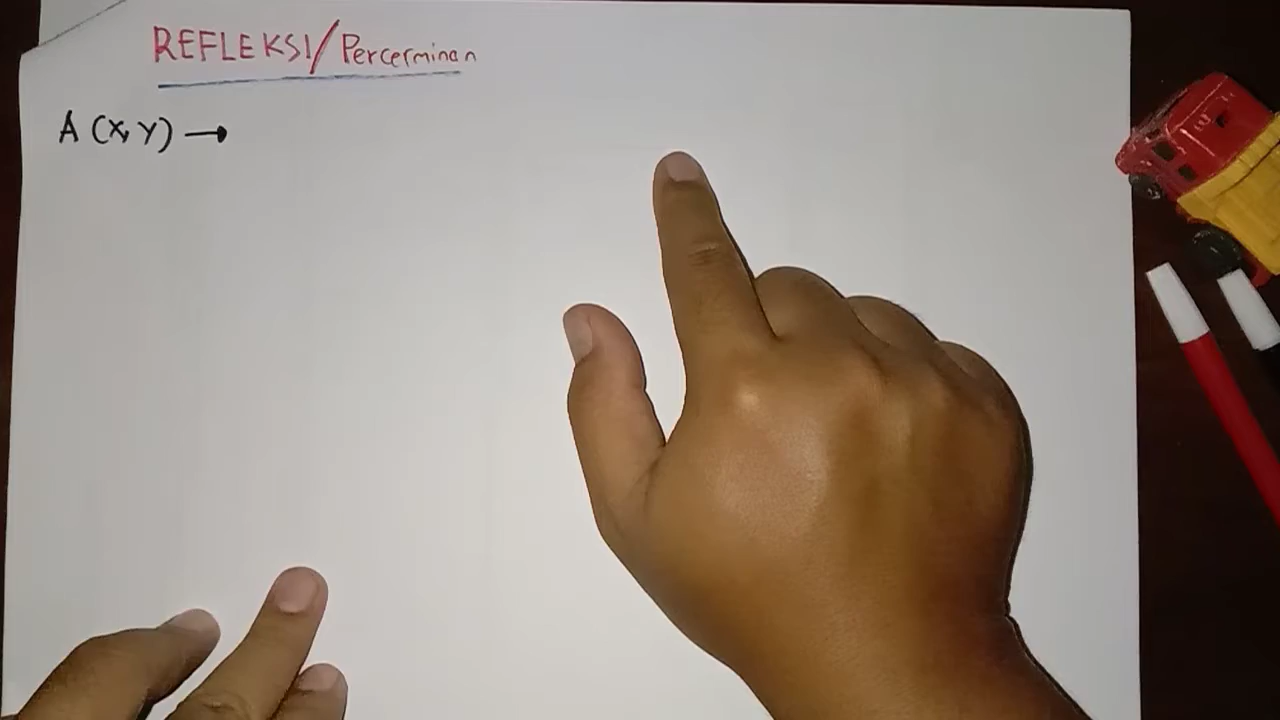 REFLEKSI/Percerminan
A (X,Y) →